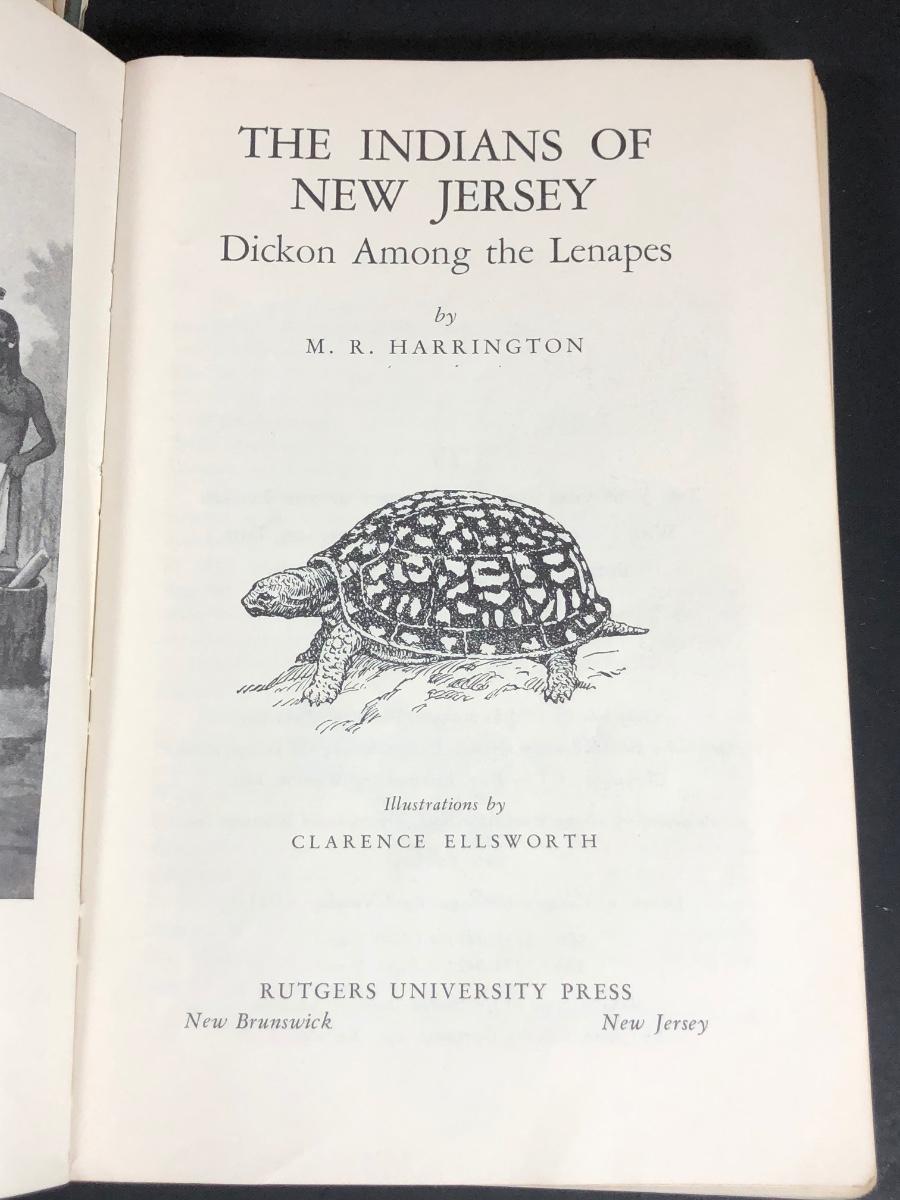 THE INDIANS OF
NEW JERSEY
Dickon Among the Lenapes
by
M. R. HARRINGTON
Illustrations by
CLARENCE ELLSWORTH
RUTGERS UNIVERSITY PRESS
New Brunswick New Jersey